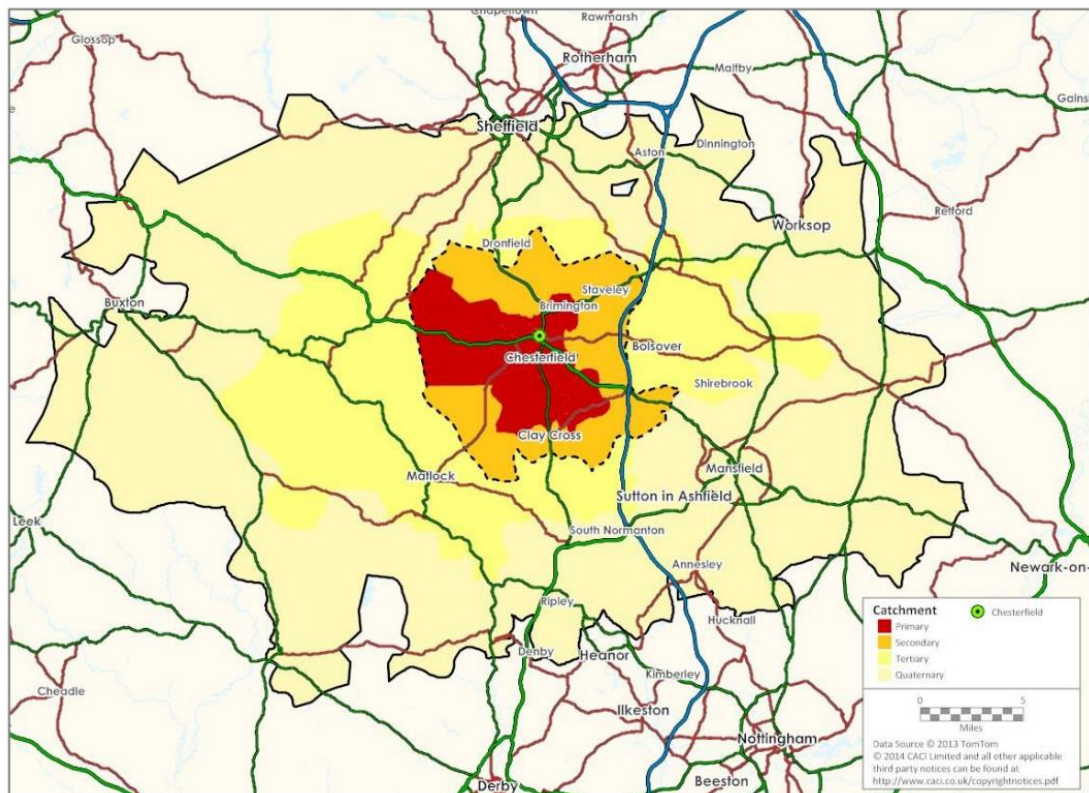 Chapeltown
Rawmarsh
Glossop
Rotherham
Maltby
Gains
Sheffield
Dinnington
Aston
Retford
Worksop
Dronfield
Staveley
Buxton
Brimington
Bolsover
Chesterfield
Shirebrook
Clay Cross
Mansfield
Matlock
Sutton in Ashfield
Leek
South Normanton
Annesley
Newark-on-
Ripley
Hucknall
Denby
Heanor
Kimberley
Cheadle
Ilkeston
Nottingham
Derby
Beeston
Catchment
Chesterfield
Primary
Secondary
Tertiary
Quaternary
0 5
Miles
Data Source © 2013 TomTom
© 2014 CACI Limited and all other applicable
third party notices can be found at
http://www.caci.co.uk/copyrightnotices.pdf